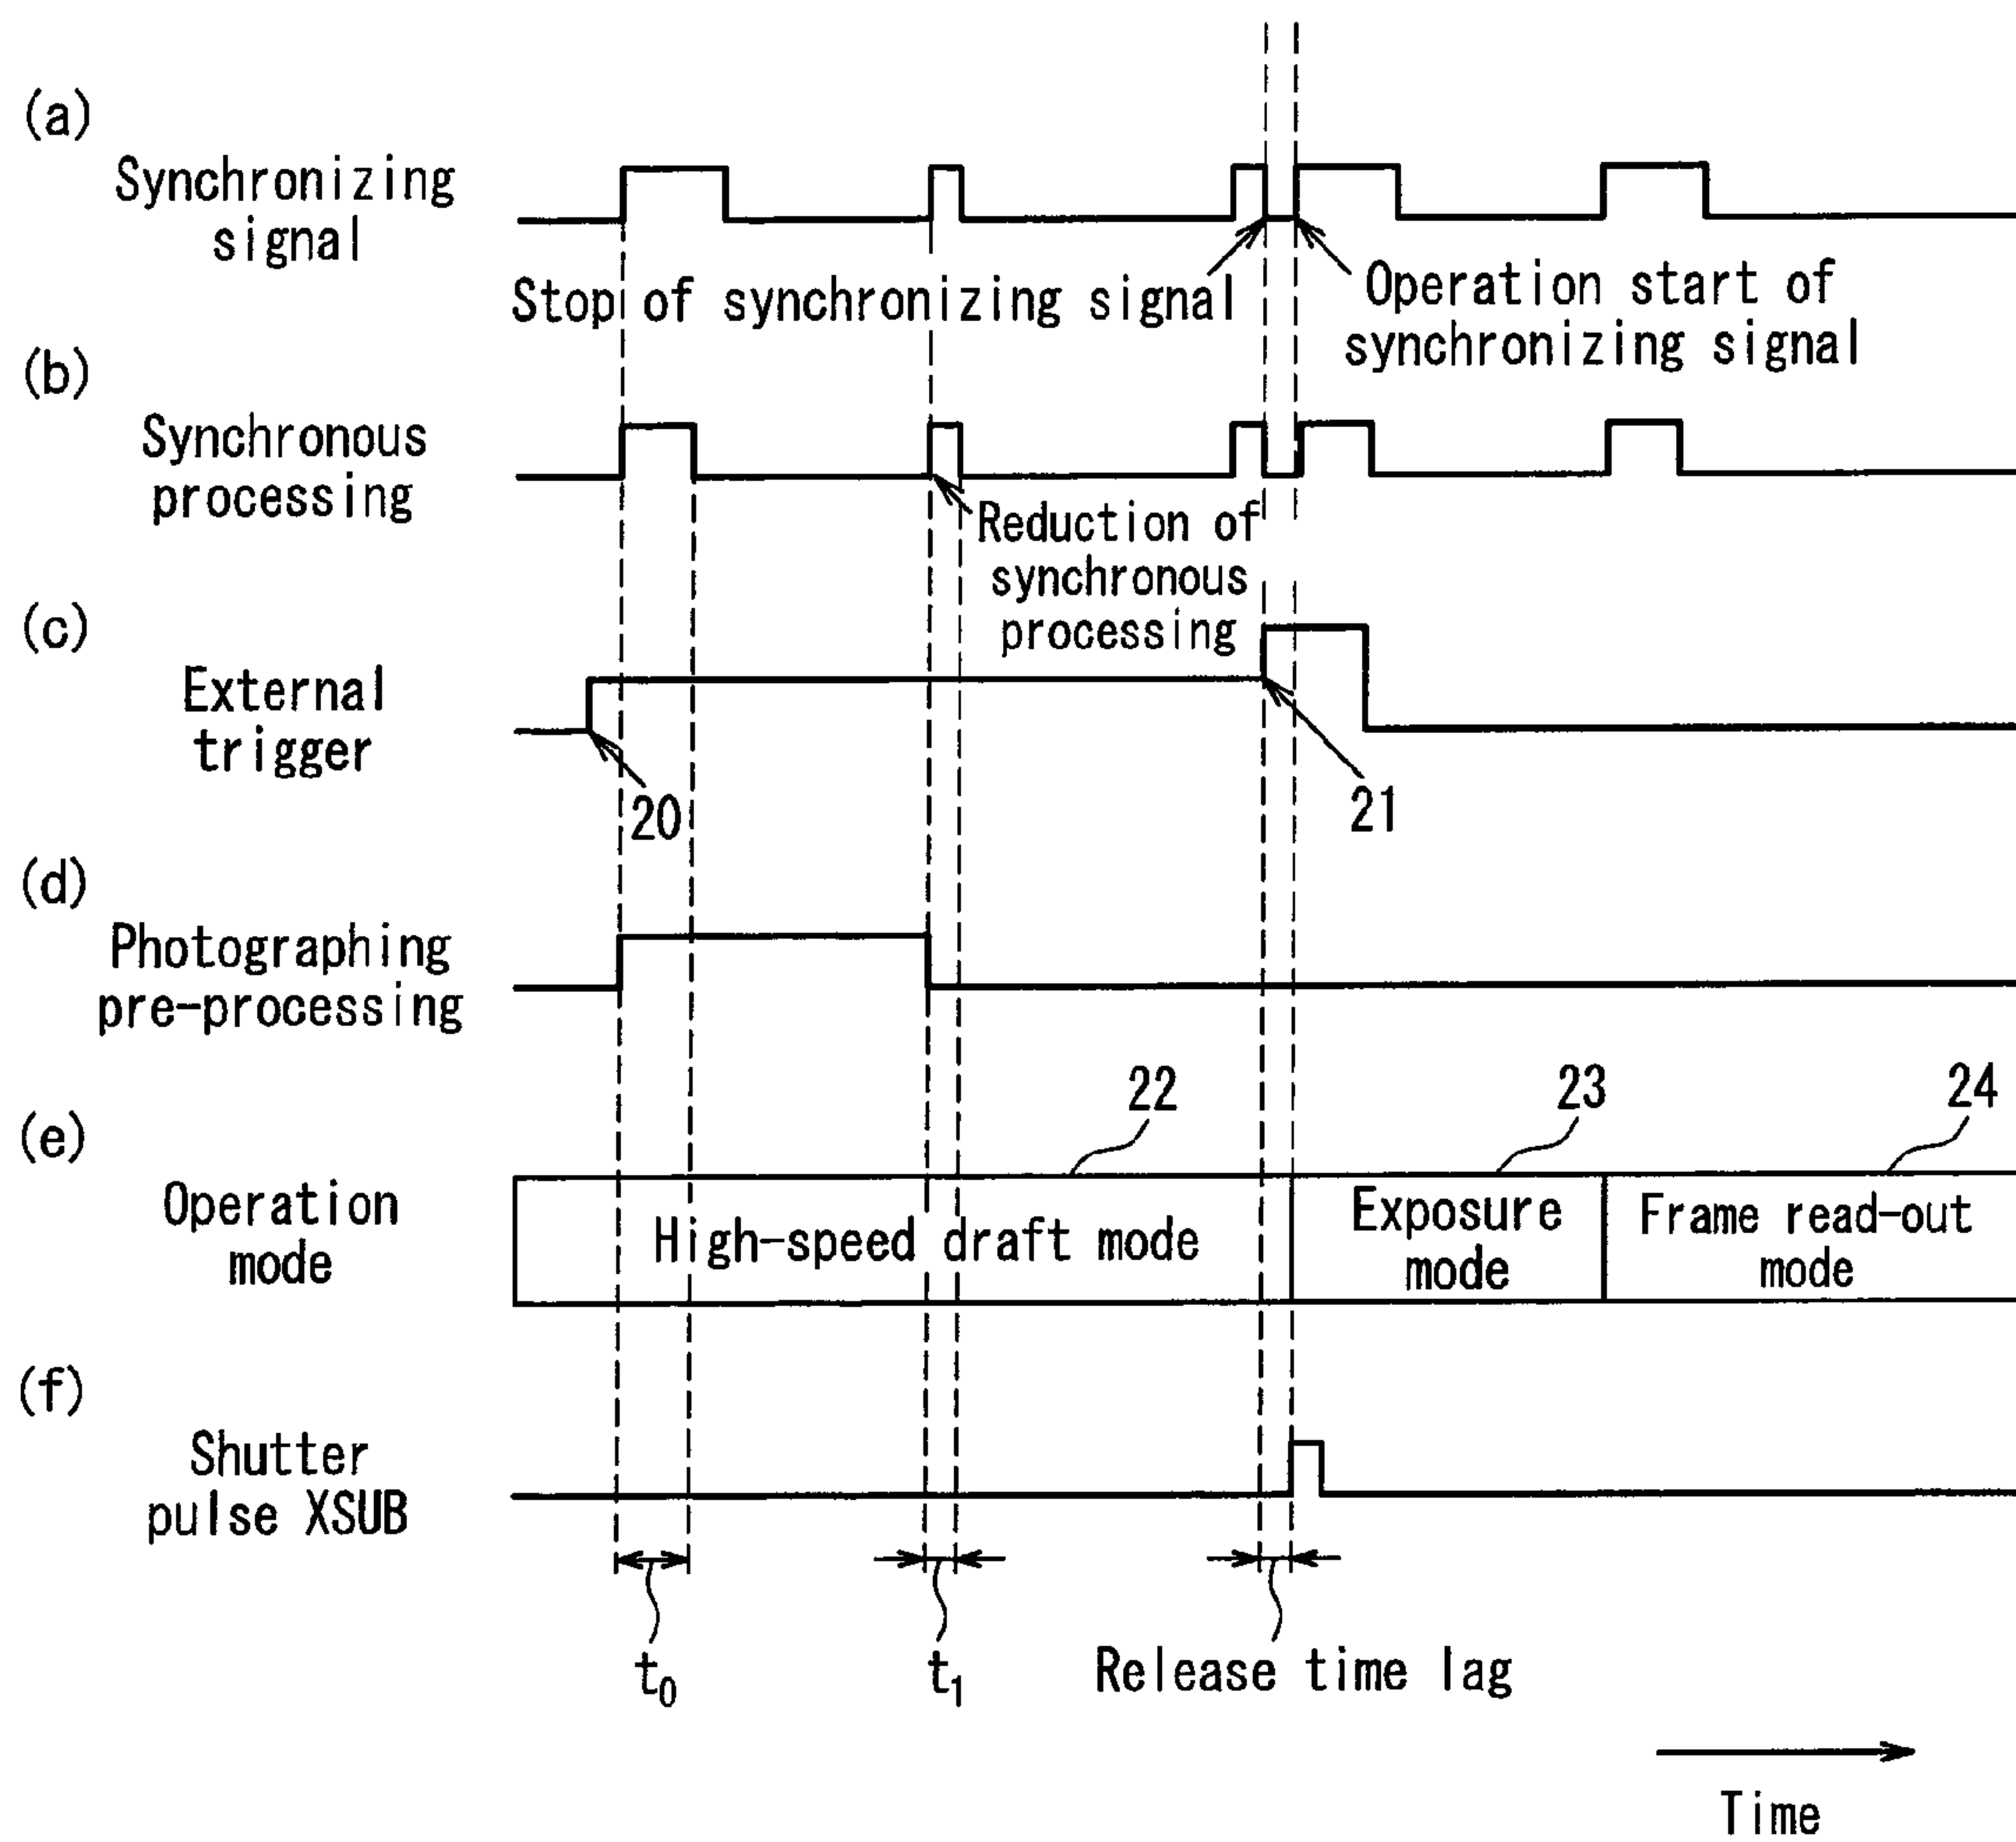 (a)
Synchronizing
signal
Stop of synchronizing signal
Operation start of
synchronizing signal
(b)
Synchronous
processing
Reduction of
synchronous
processing
(c)
External
trigger
20
21
(d)
Photographing
pre-processing
22
23
24
(e)
Operation
mode
High-speed draft mode
Exposure
mode
Frame read-out
mode
(f)
Shutter
pulse XSUB
t0
t1
Release time lag
Time